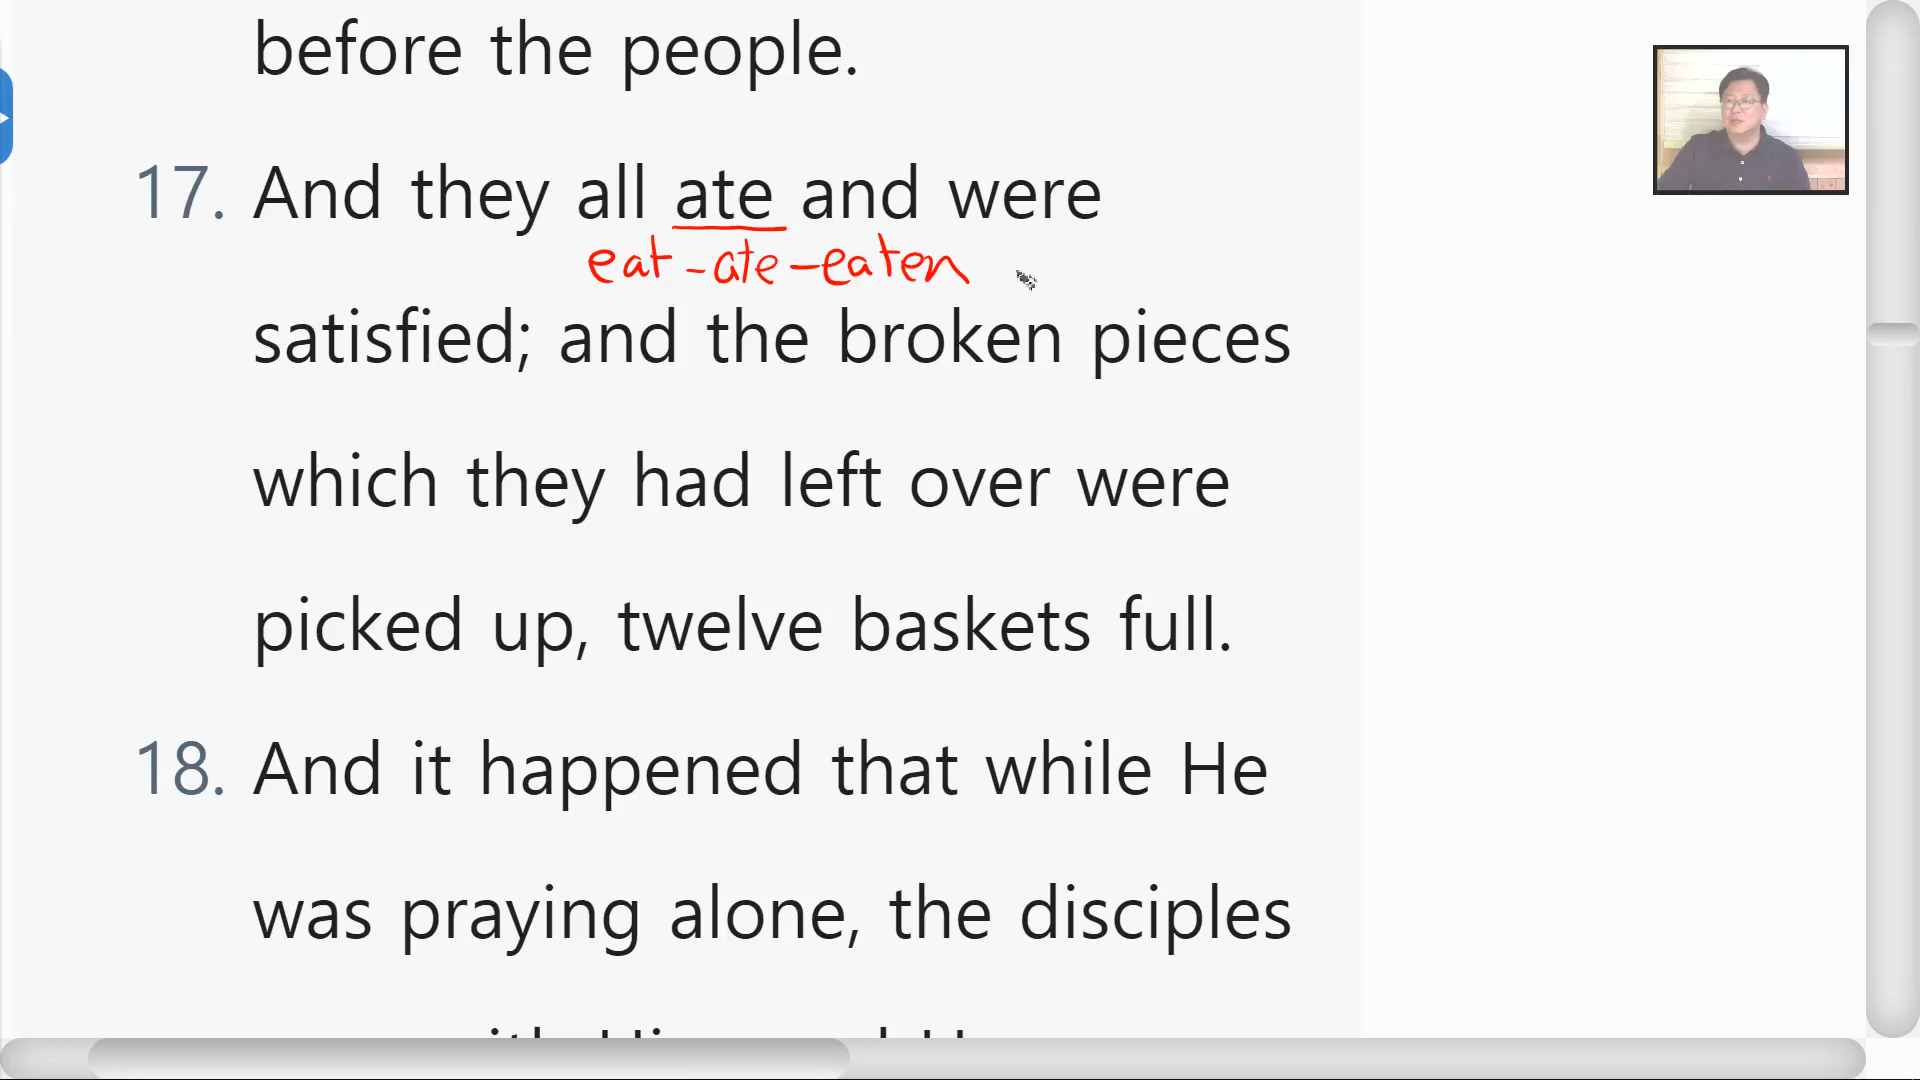 before the people.
17. And they all ate and were
eat - ate - eaten
satisfied; and the broken pieces
which they had left over were
picked up, twelve baskets full.
18. And it happened that while He
was praying alone, the disciples